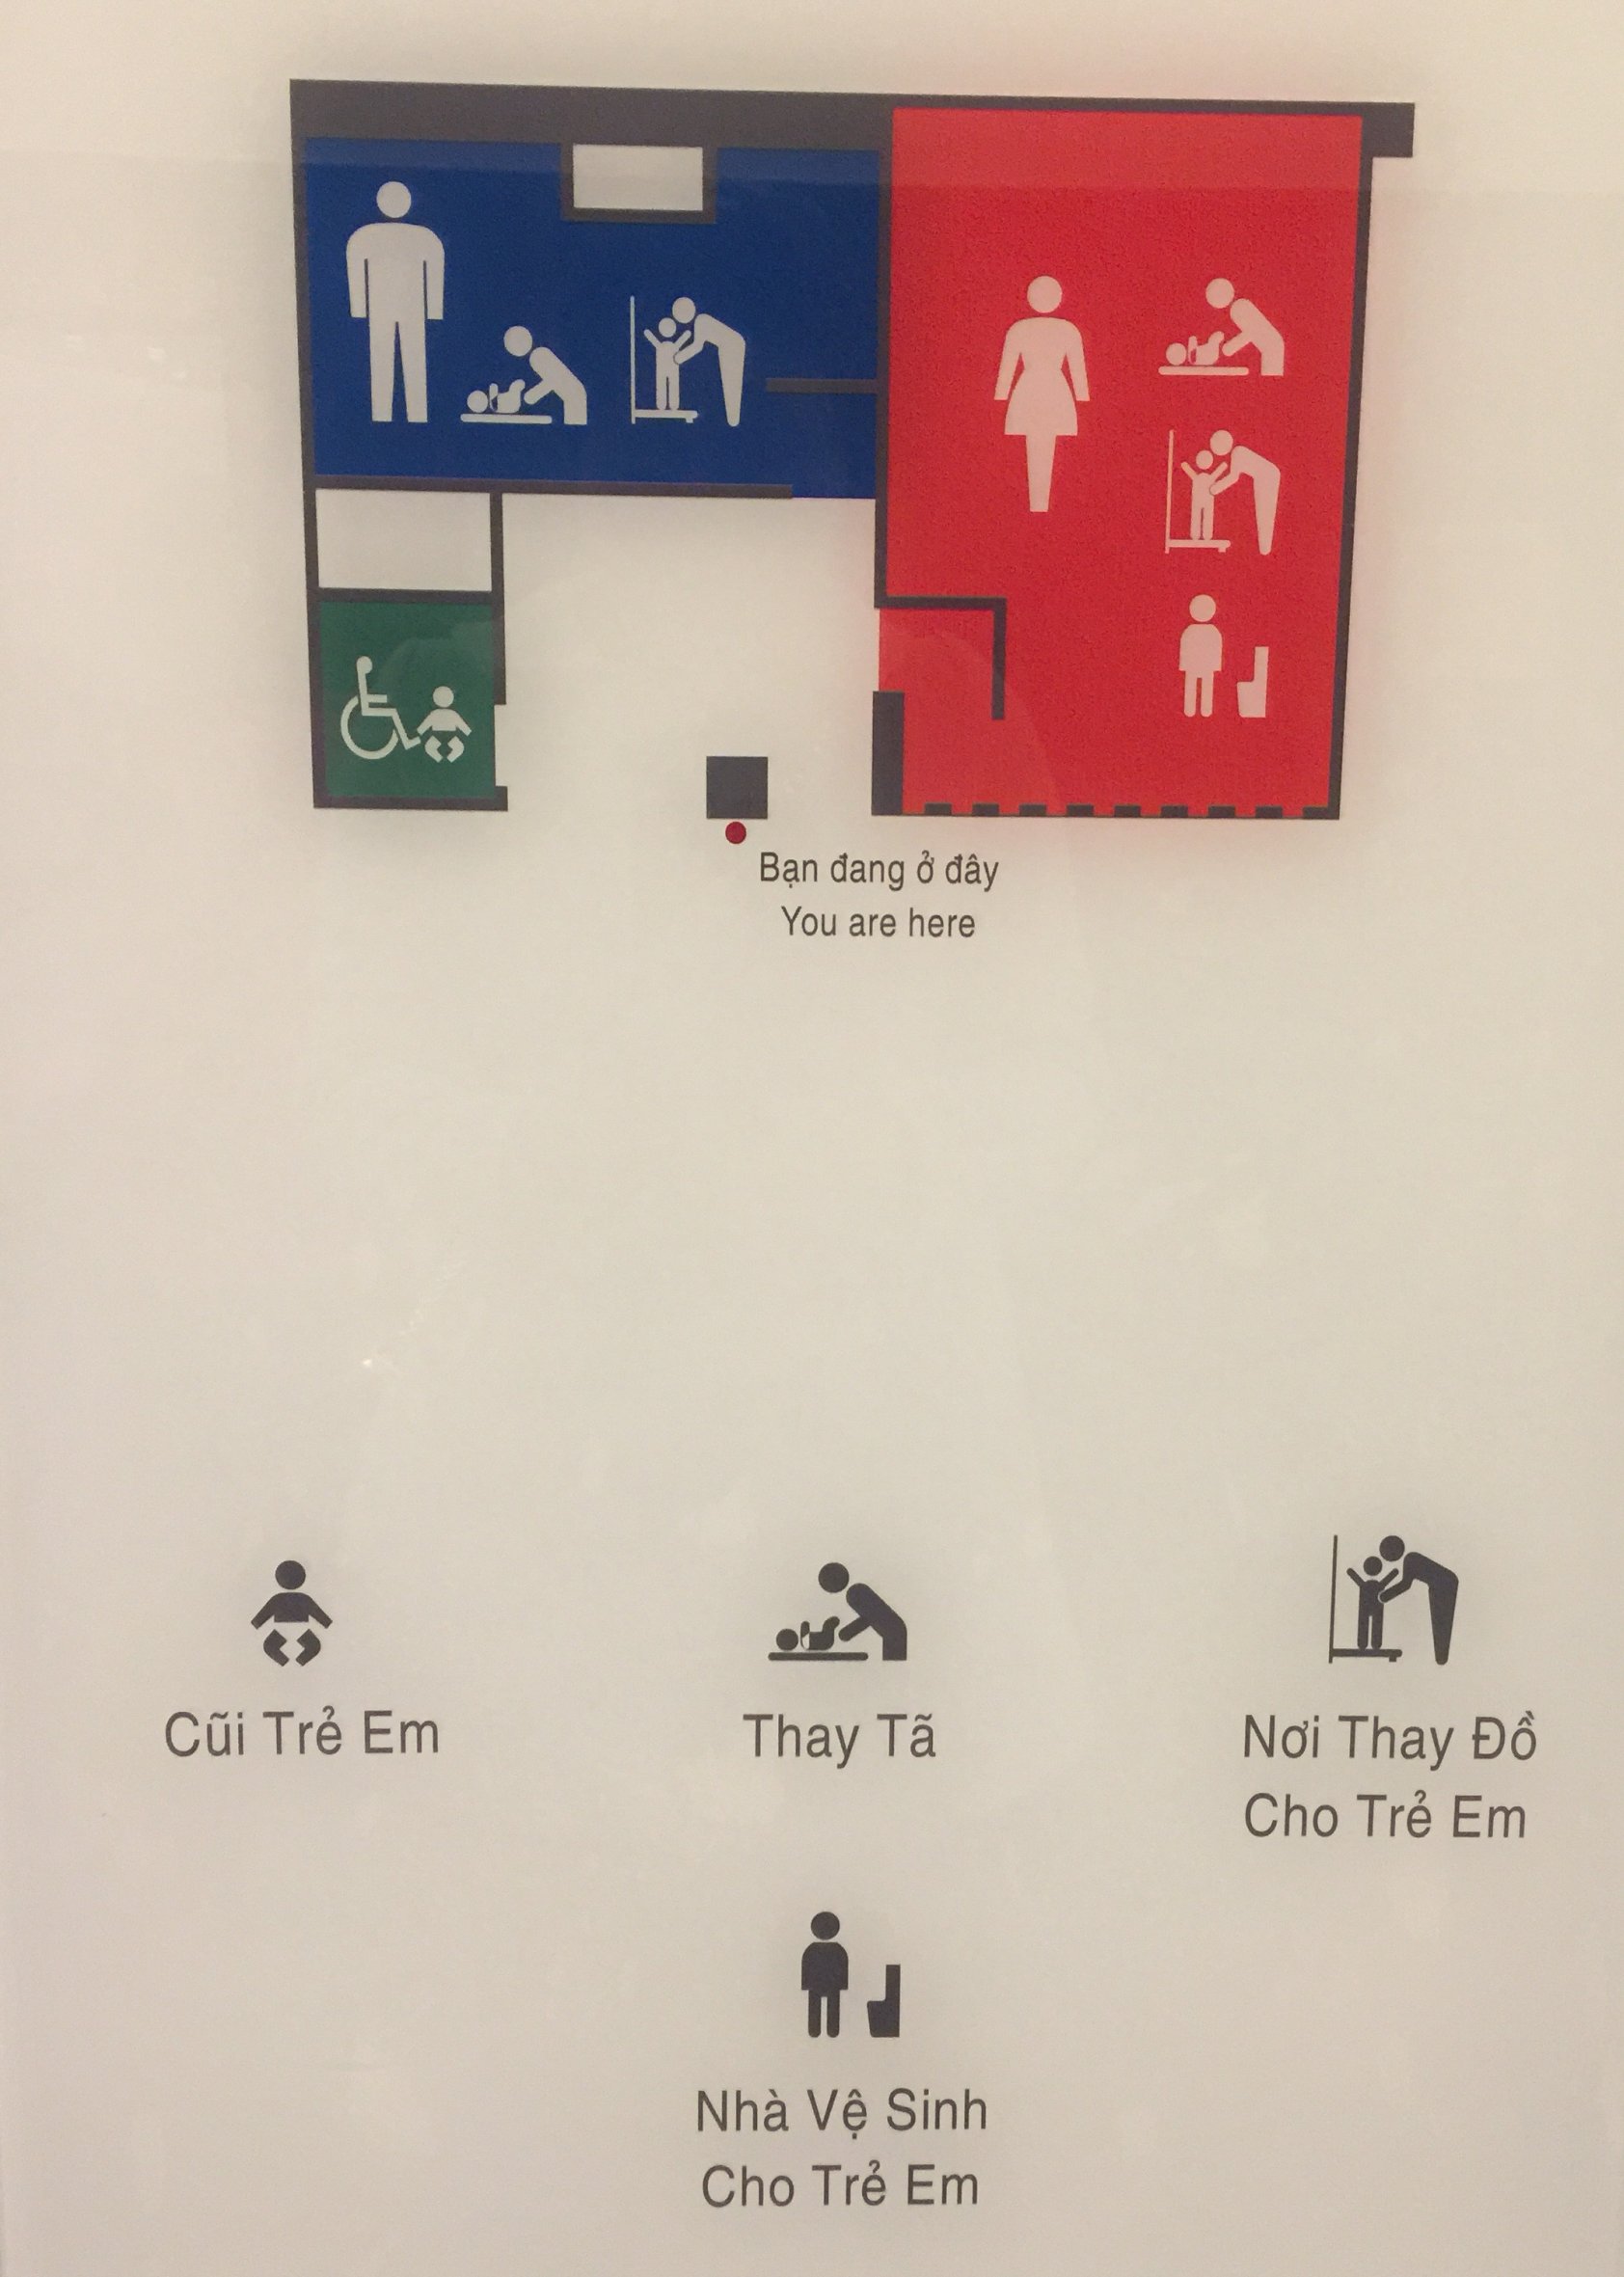 Bạn đang ở đây
You are here
Cũi Trẻ Em
Thay Tã
Nơi Thay Đồ
Cho Trẻ Em
Nhà Vệ Sinh
Cho Trẻ Em